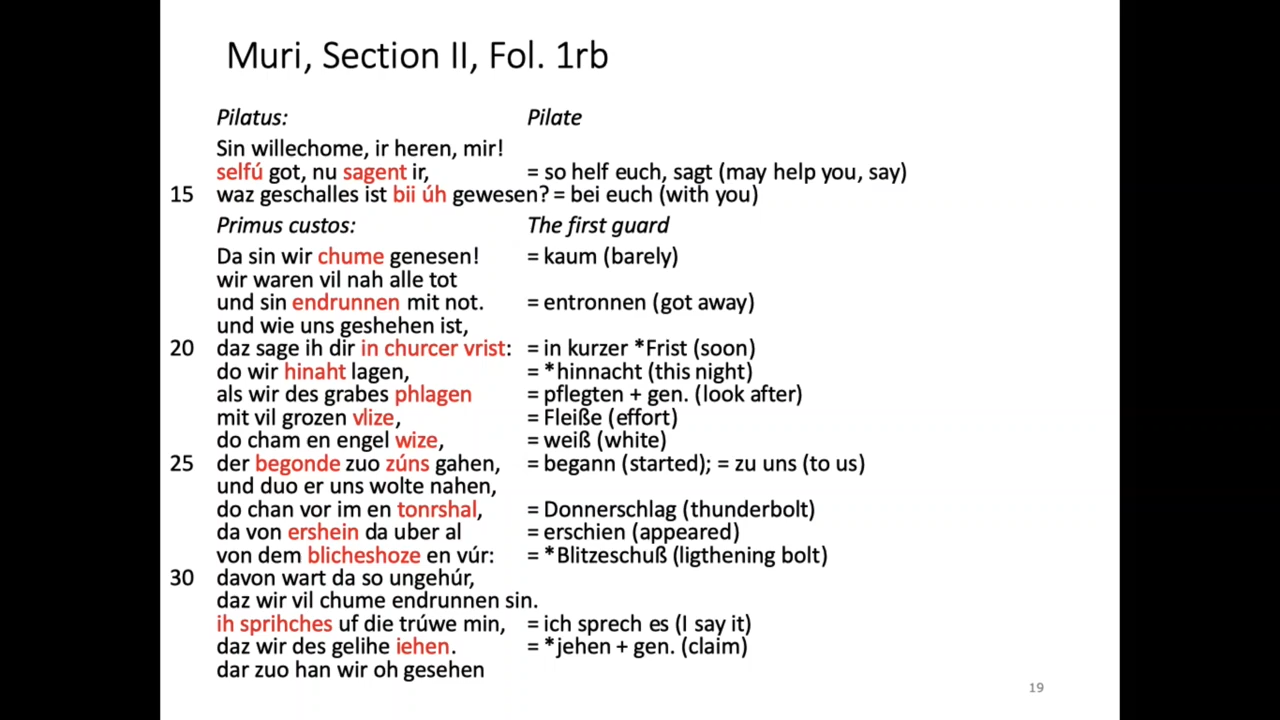 Muri, Section II, Fol. 1rb
Pilatus: Pilate
Sin willechome, ir heren, mir!
selfú got, nu sagent ir, = so helf euch, sagt (may help you, say)
15 waz geschalles ist bii úh gewesen? = bei euch (with you)
Primus custos: The first guard
Da sin wir chume genesen! = kaum (barely)
wir waren vil nah alle tot
und sin endrunnen mit not. = entronnen (got away)
und wie uns geshehen ist,
20 daz sage ih dir in churcer vrist: = in kurzer *Frist (soon)
do wir hinaht lagen, = *hinnacht (this night)
als wir des grabes phlagen = pflegten + gen. (look after)
mit vil grozen vlize, = Fleiße (effort)
do cham en engel wize, = weiß (white)
25 der begonde zuo zúns gahen, = begann (started); = zu uns (to us)
und duo er uns wolte nahen,
do chan vor im en tonrshal, = Donnerschlag (thunderbolt)
da von ershein da uber al = erschien (appeared)
von dem blicheshoze en vúr: = *Blitzeschuß (ligthening bolt)
30 davon wart da so ungehúr,
daz wir vil chume endrunnen sin.
ih sprihches uf die trúwe min, = ich sprech es (I say it)
daz wir des gelihe iehen. = *jehen + gen. (claim)
dar zuo han wir oh gesehen
19